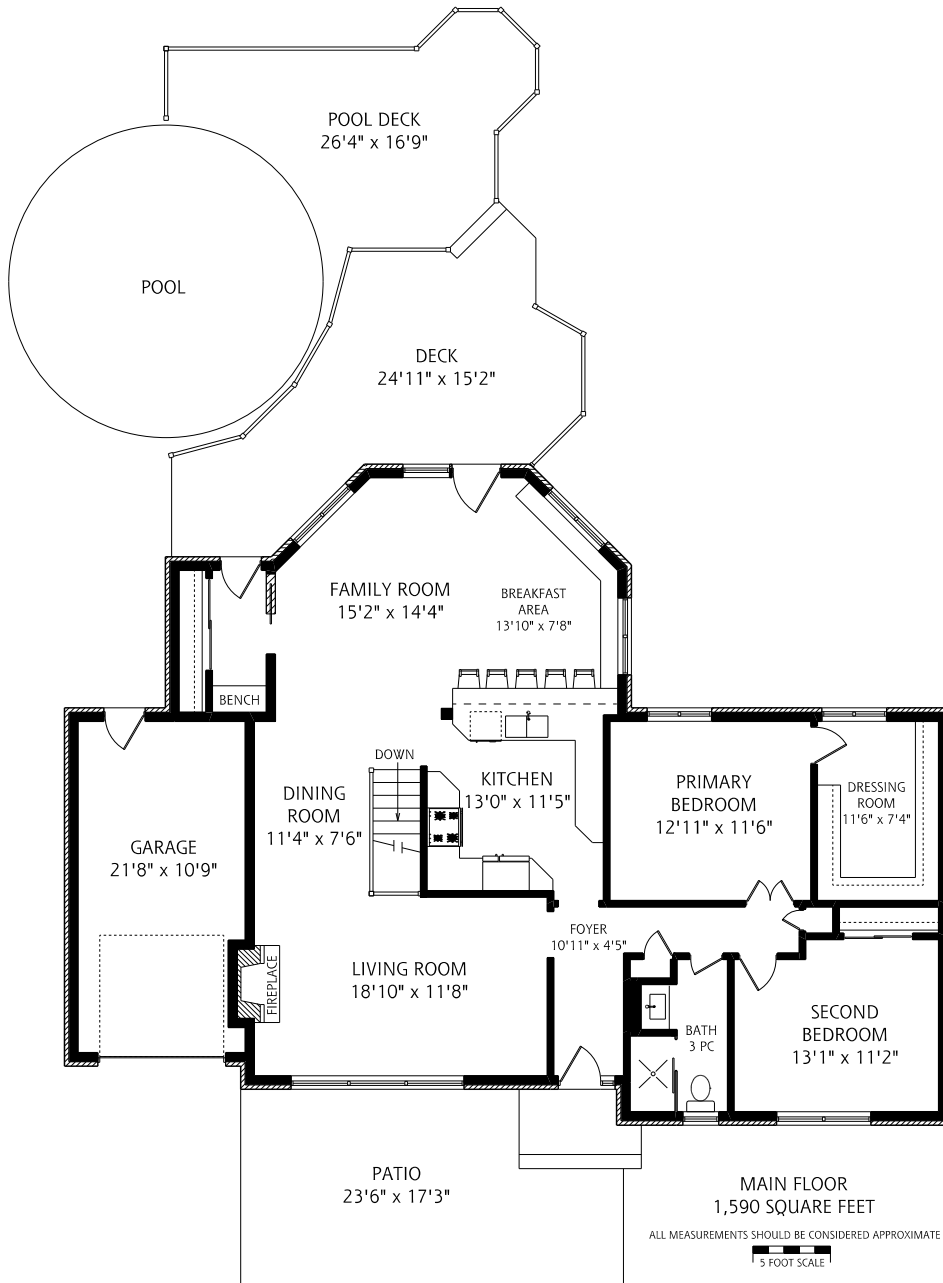 POOL DECK
26'4" x 16'9"
POOL
DECK
24'11" x 15'2"
FAMILY ROOM
15'2" x 14'4"
BREAKFAST
AREA
13'10" x 7'8"
BENCH
DOWN
KITCHEN
13'0" x 11'5"
DINING
ROOM
11'4" x 7'6"
PRIMARY
BEDROOM
12'11" x 11'6"
DRESSING
ROOM
11'6" x 7'4"
GARAGE
21'8" x 10'9"
FOYER
10'11" x 4'5"
LIVING ROOM
18'10" x 11'8"
FIREPLACE
BATH
3 PC
SECOND
BEDROOM
13'1" x 11'2"
PATIO
23'6" x 17'3"
MAIN FLOOR
1,590 SQUARE FEET
ALL MEASUREMENTS SHOULD BE CONSIDERED APPROXIMATE
5 FOOT SCALE